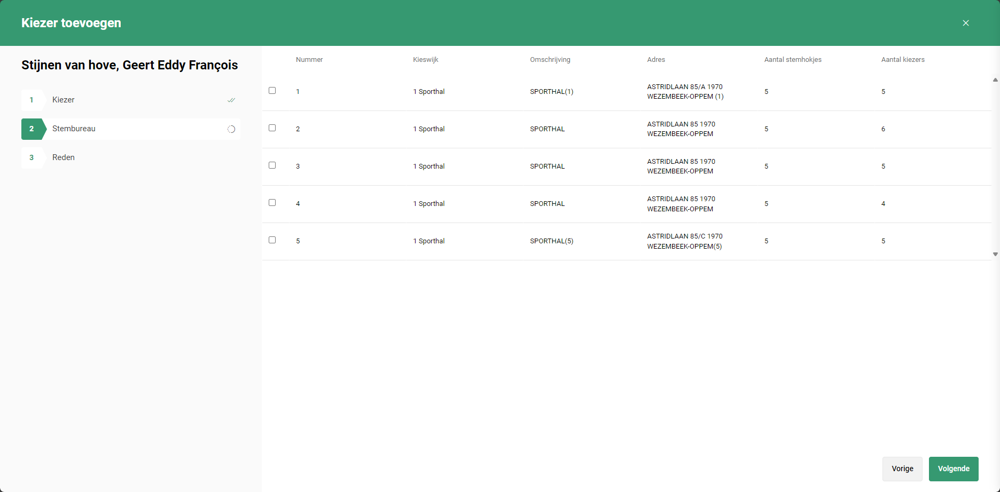 Kiezer toevoegen
Stijnen van hove, Geert Eddy François
1 Kiezer
2 Stembureau
3 Reden
Nummer Kieswijk Omschrijving Adres Aantal stemhokjes Aantal kiezers
1 1 Sporthal SPORTHAL(1) ASTRIDLAAN 85/A 1970 5 5
WEZEMBEEK-OPPEM (1)
2 1 Sporthal SPORTHAL ASTRIDLAAN 85 1970 5 6
WEZEMBEEK-OPPEM
3 1 Sporthal SPORTHAL ASTRIDLAAN 85 1970 5 5
WEZEMBEEK-OPPEM
4 1 Sporthal SPORTHAL ASTRIDLAAN 85 1970 5 4
WEZEMBEEK-OPPEM
5 1 Sporthal SPORTHAL(5) ASTRIDLAAN 85/C 1970 5 5
WEZEMBEEK-OPPEM(5)
Vorige Volgende